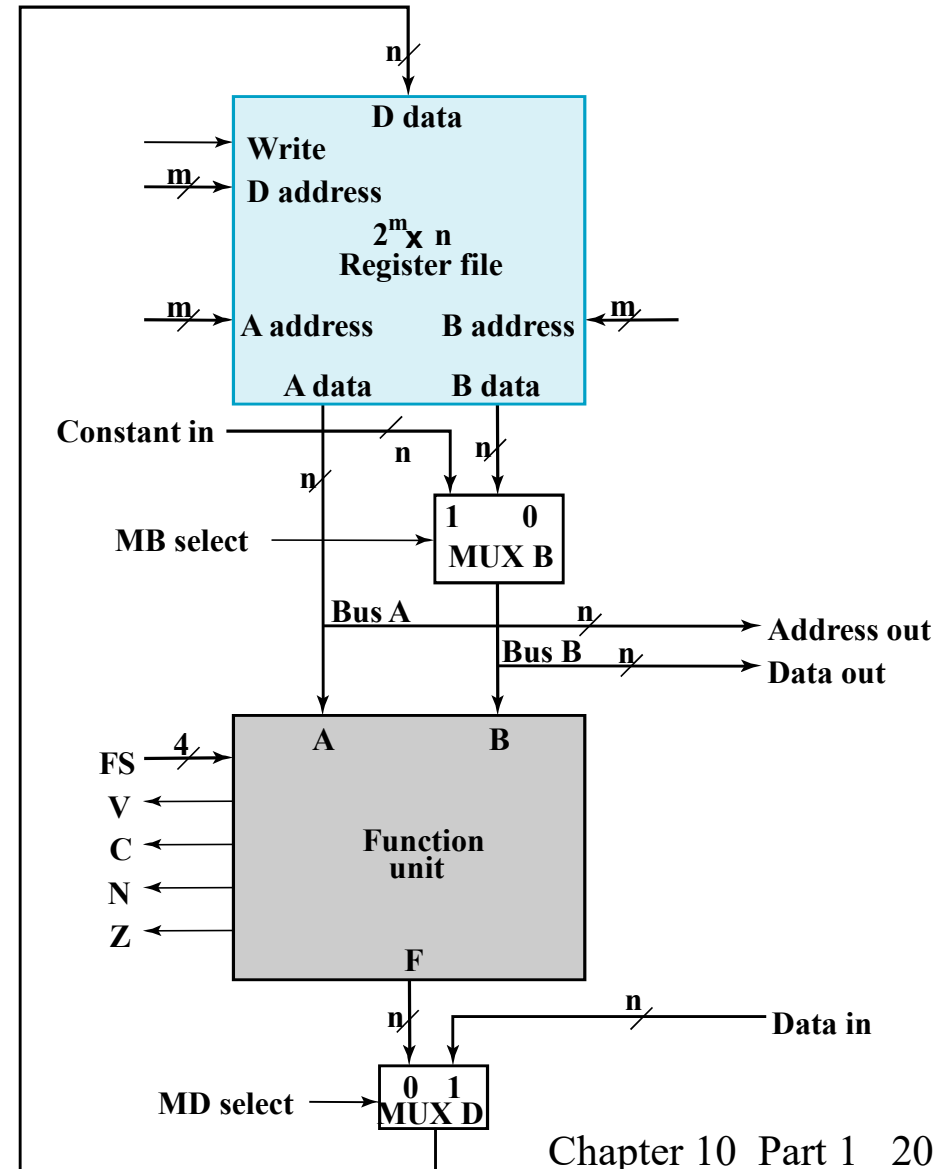 n
D data
Write
m
D address
2^m x n
Register file
m
m
A address
B address
A data
B data
Constant in
n
n
n
1 0
MB select
MUX B
Bus A
n
Address out
Bus B
n
Data out
A
B
4
FS
V
C
Function
unit
N
Z
F
n
n
Data in
0 1
MD select
MUX D
Chapter 10 Part 1 20